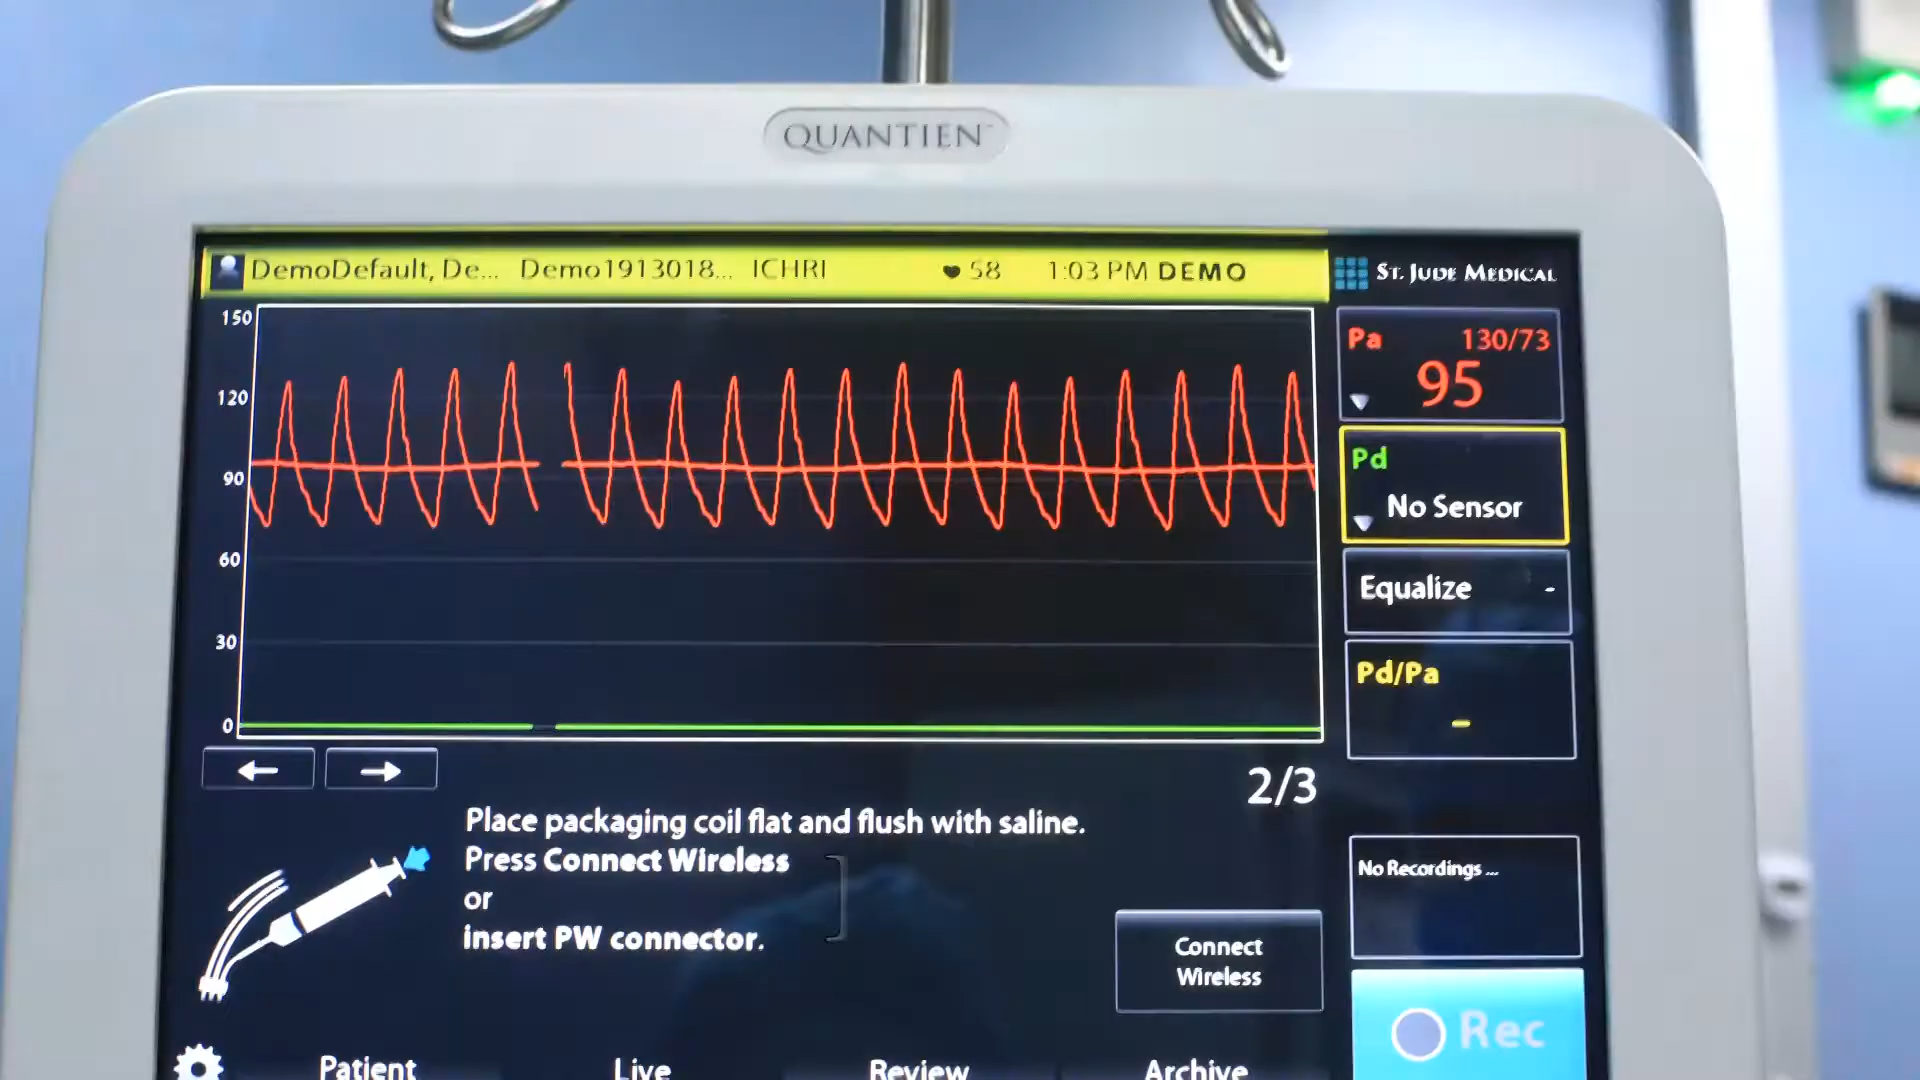 QUANTIEN™
DemoDefault, De... Demo1913018... ICHRI 58 1:03 PM DEMO
ST. JUDE MEDICAL
150
120
90
60
30
0
Pa 130/73
95
Pd
No Sensor
Equalize -
Pd/Pa
-
2/3
Place packaging coil flat and flush with saline.
Press Connect Wireless
or
insert PW connector.
Connect
Wireless
No Recordings ...
Rec
Patient Live Review Archive